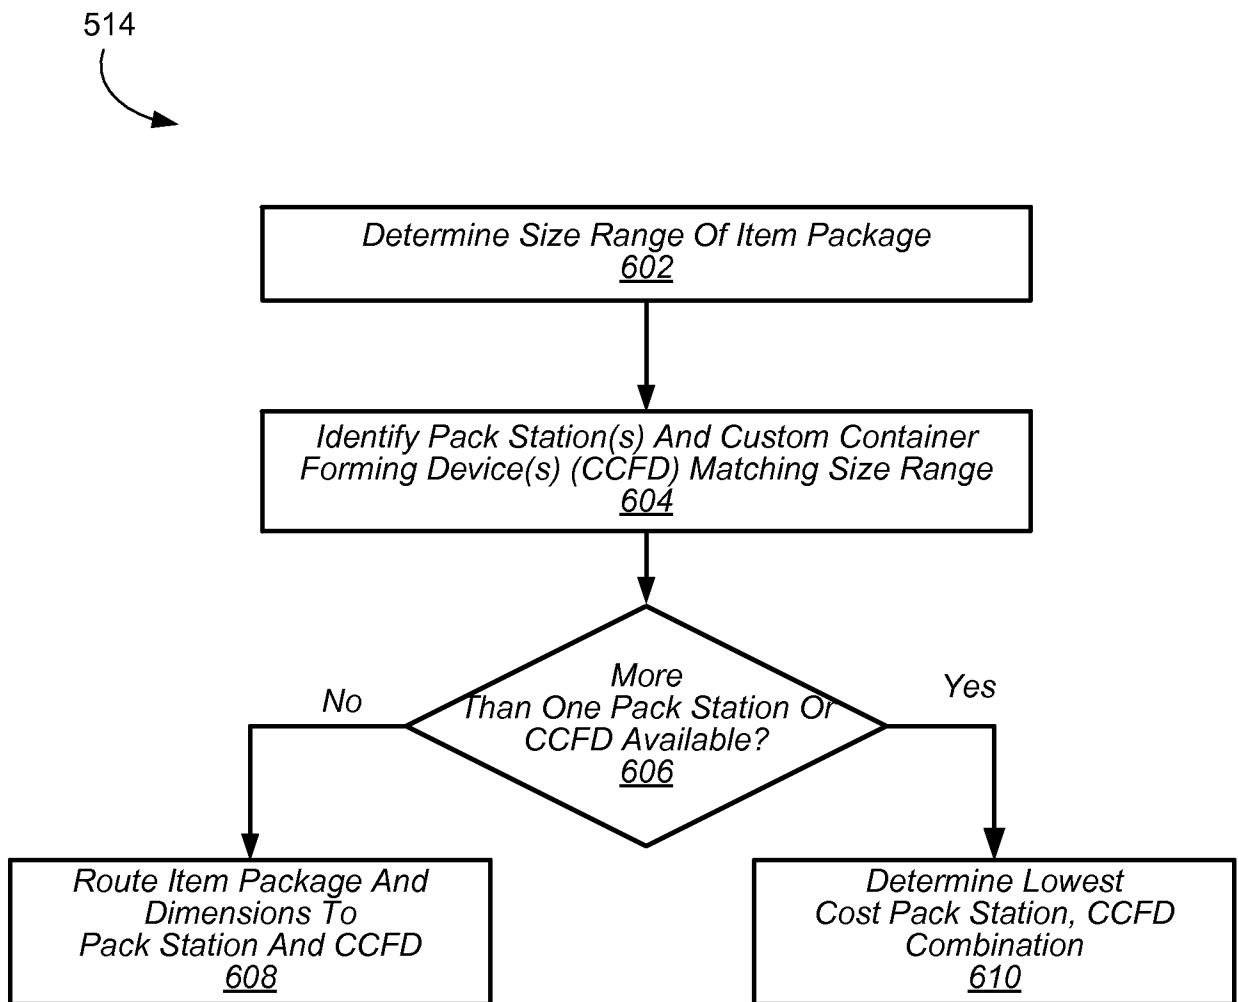 514
Determine Size Range Of Item Package
602
Identify Pack Station(s) And Custom Container
Forming Device(s) (CCFD) Matching Size Range
604
More
Than One Pack Station Or
CCFD Available?
606
No
Yes
Route Item Package And
Dimensions To
Pack Station And CCFD
608
Determine Lowest
Cost Pack Station, CCFD
Combination
610